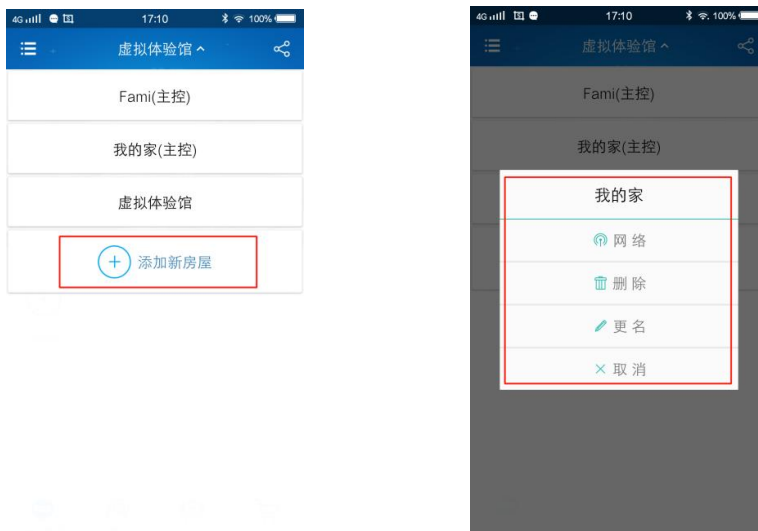 4G 17:10 100%
虚拟体验馆
Fami(主控)
我的家(主控)
虚拟体验馆
添加新房屋
4G 17:10 100%
虚拟体验馆
Fami(主控)
我的家(主控)
我的家
网络
删除
更名
取消